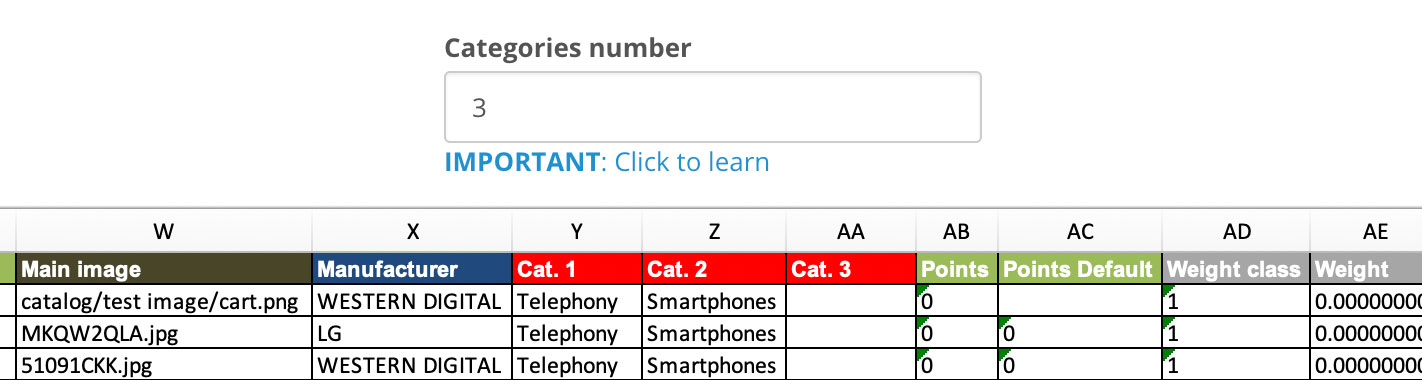 Categories number
3
IMPORTANT: Click to learn
W X Y Z AA AB AC AD AE
Main image Manufacturer Cat. 1 Cat. 2 Cat. 3 Points Points Default Weight class Weight
catalog/test image/cart.png WESTERN DIGITAL Telephony Smartphones 0 1 0.00000000
MKQW2QLA.jpg LG Telephony Smartphones 0 0 1 0.00000000
51091CKK.jpg WESTERN DIGITAL Telephony Smartphones 0 0 1 0.00000000